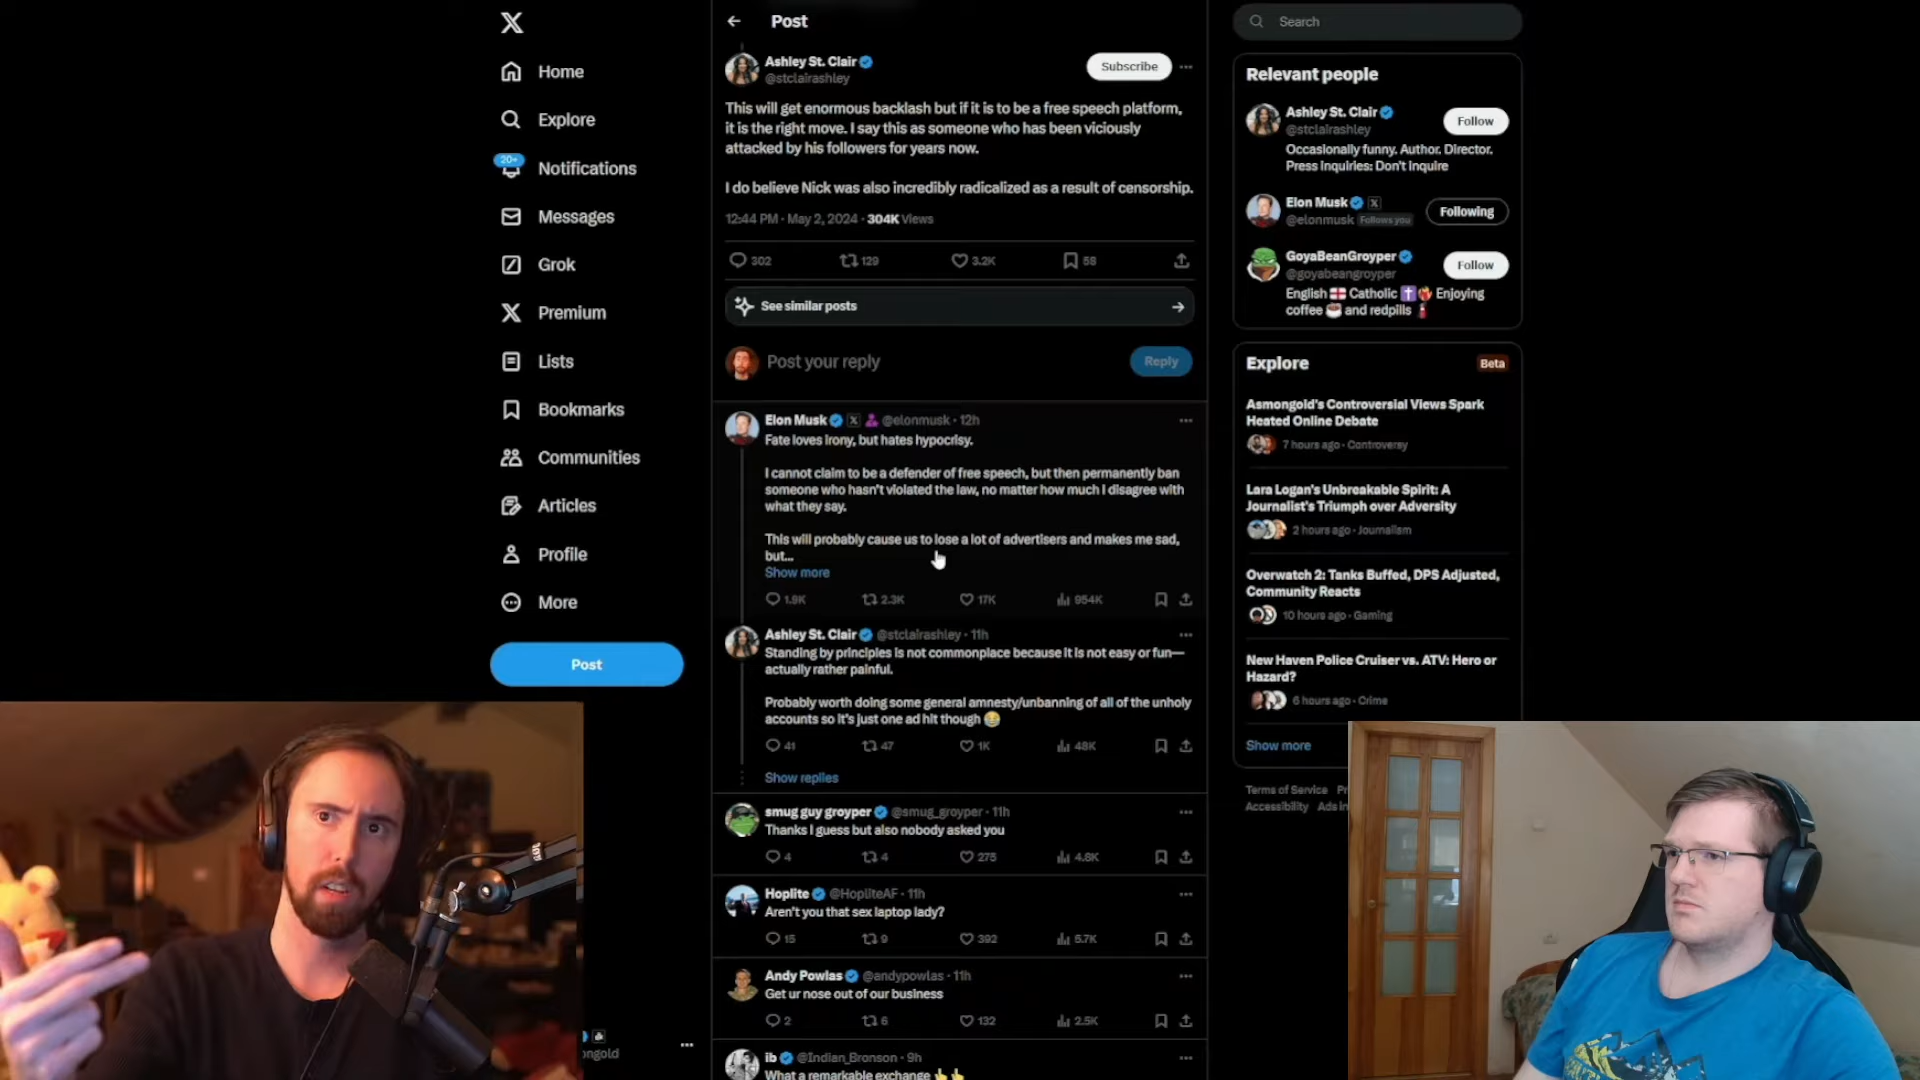 Home
Explore
20+
Notifications
Messages
Grok
Premium
Lists
Bookmarks
Communities
Articles
Profile
More
Post
ongold
Post
Ashley St. Clair
@stclairashley
Subscribe
This will get enormous backlash but if it is to be a free speech platform,
it is the right move. I say this as someone who has been viciously
attacked by his followers for years now.
I do believe Nick was also incredibly radicalized as a result of censorship.
12:44 PM · May 2, 2024 · 304K Views
302 129 3.2K 58
See similar posts
Post your reply
Reply
Elon Musk @elonmusk · 12h
Fate loves irony, but hates hypocrisy.
I cannot claim to be a defender of free speech, but then permanently ban
someone who hasn't violated the law, no matter how much I disagree with
what they say.
This will probably cause us to lose a lot of advertisers and makes me sad,
but...
Show more
1.9K 2.3K 17K 954K
Ashley St. Clair @stclairashley · 11h
Standing by principles is not commonplace because it is not easy or fun—
actually rather painful.
Probably worth doing some general amnesty/unbanning of all of the unholy
accounts so it's just one ad hit though 😂
41 47 1K 48K
Show replies
smug guy groyper @smug_groyper · 11h
Thanks I guess but also nobody asked you
4 4 275 4.8K
Hoplite @HopliteAF · 11h
Aren't you that sex laptop lady?
15 9 392 5.7K
Andy Powlas @andypowlas · 11h
Get ur nose out of our business
2 6 132 2.5K
ib @Indian_Bronson · 9h
What a remarkable exchange 👆👆
Search
Relevant people
Ashley St. Clair
@stclairashley
Follow
Occasionally funny. Author. Director.
Press Inquiries: Don't Inquire
Elon Musk
@elonmusk Follows you
Following
GoyaBeanGroyper
@goyabeangroyper
Follow
English 🏴󠁧󠁢󠁥󠁮󠁧󠁿 Catholic ✝️❤️‍🔥 Enjoying
coffee ☕ and redpills 💊
Explore
Beta
Asmongold's Controversial Views Spark
Heated Online Debate
7 hours ago · Controversy
Lara Logan's Unbreakable Spirit: A
Journalist's Triumph over Adversity
2 hours ago · Journalism
Overwatch 2: Tanks Buffed, DPS Adjusted,
Community Reacts
10 hours ago · Gaming
New Haven Police Cruiser vs. ATV: Hero or
Hazard?
6 hours ago · Crime
Show more
Terms of Service Pr
Accessibility Ads in